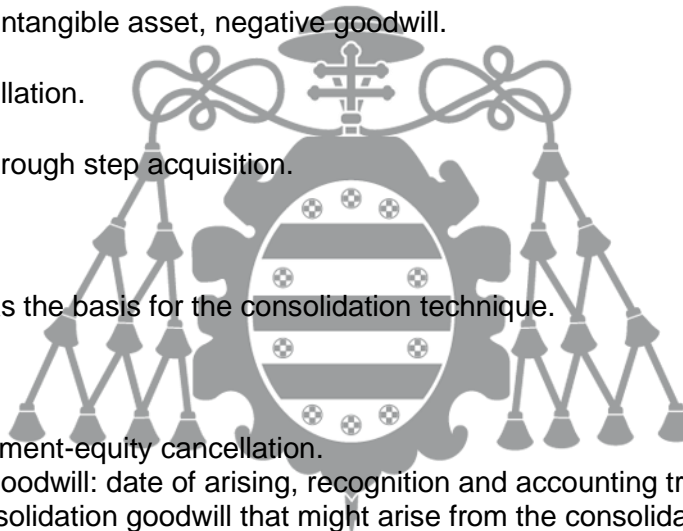 ntangible asset, negative goodwill.
llation.
rough step acquisition.
s the basis for the consolidation technique.
ment-equity cancellation.
oodwill: date of arising, recognition and accounting tr
solidation goodwill that might arise from the consolida